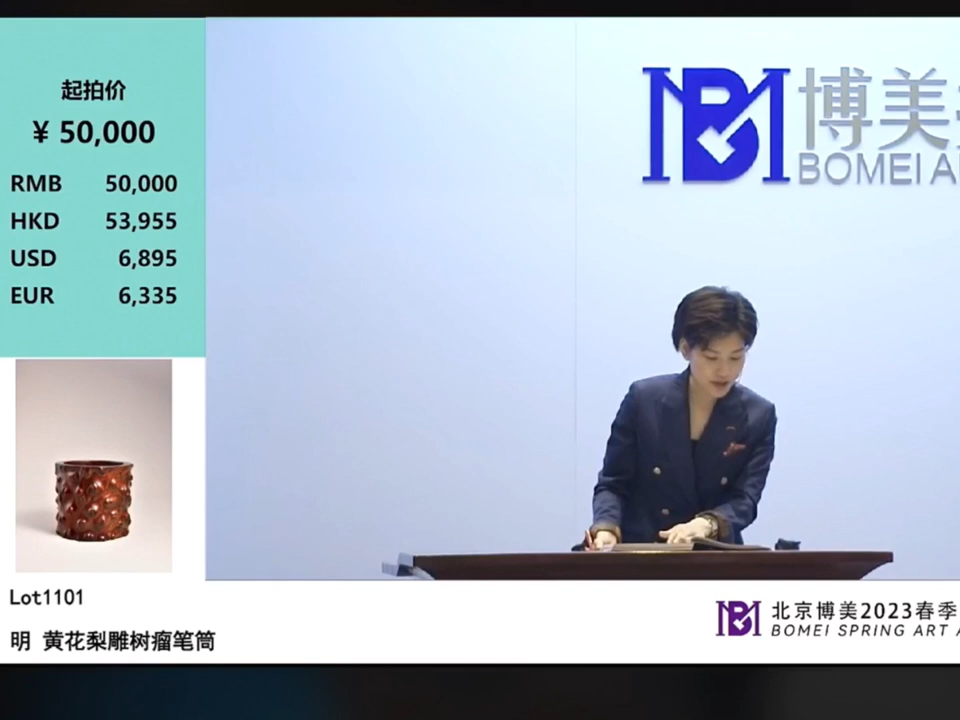 起拍价
¥ 50,000
RMB 50,000
HKD 53,955
USD 6,895
EUR 6,335
博美
BOMEI A
Lot1101
明 黄花梨雕树瘤笔筒
北京博美2023春季
BOMEI SPRING ART A